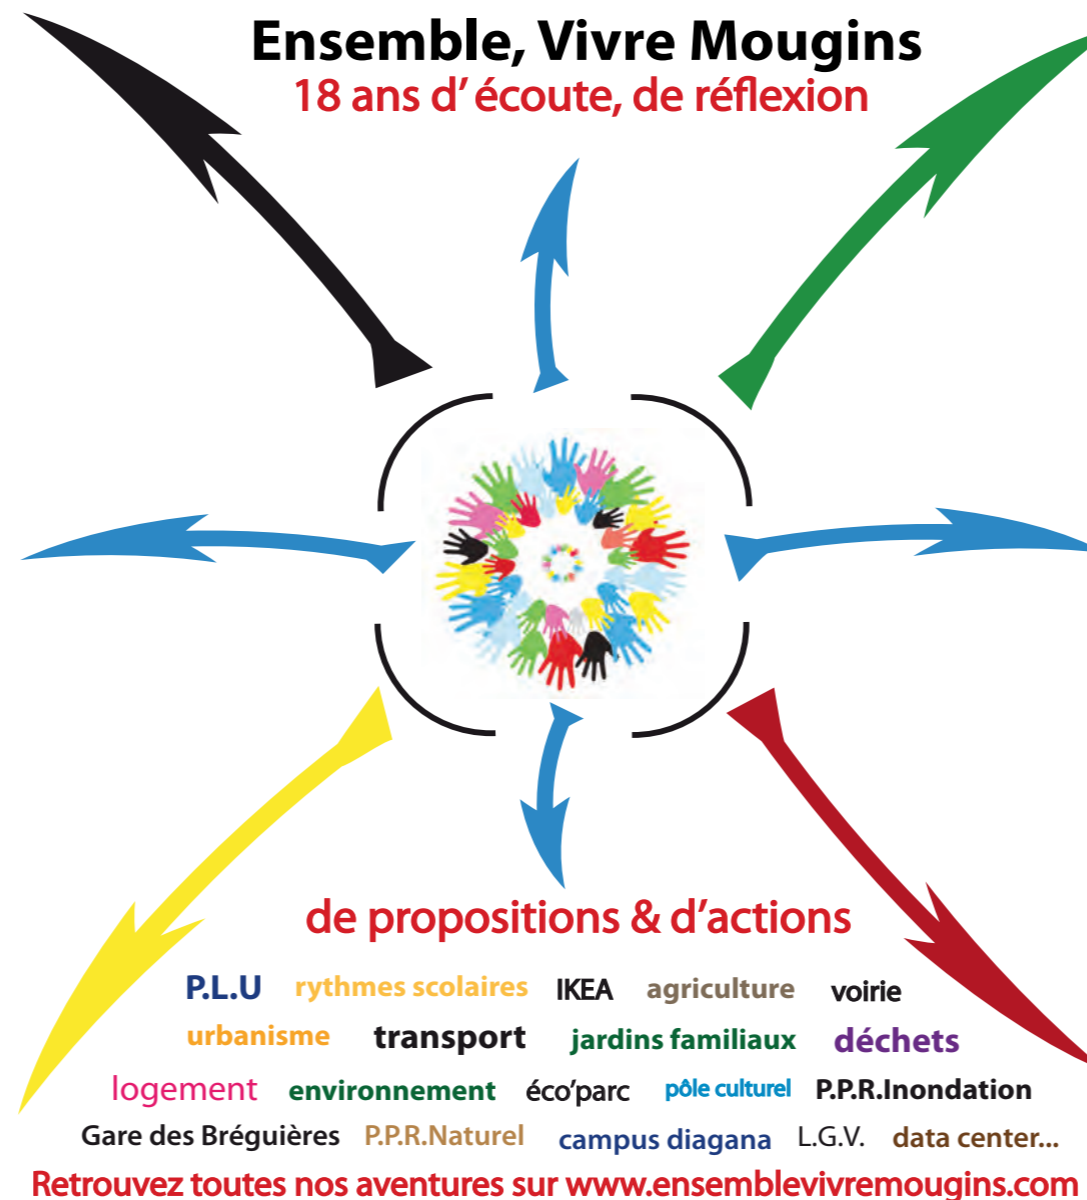 Ensemble, Vivre Mougins
18 ans d' écoute, de réflexion
de propositions & d'actions
P.L.U rythmes scolaires IKEA agriculture voirie
urbanisme transport jardins familiaux déchets
logement environnement éco'parc pôle culturel P.P.R.Inondation
Gare des Bréguières P.P.R.Naturel campus diagana L.G.V. data center...
Retrouvez toutes nos aventures sur www.ensemblevivremougins.com